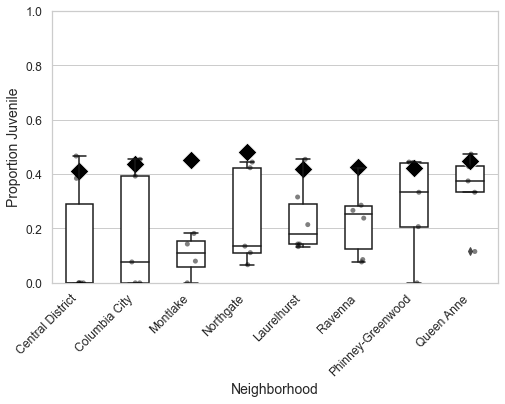 1.0
0.8
0.6
0.4
0.2
0.0
Proportion Juvenile
Central District
Columbia City
Montlake
Northgate
Laurelhurst
Ravenna
Phinney-Greenwood
Queen Anne
Neighborhood